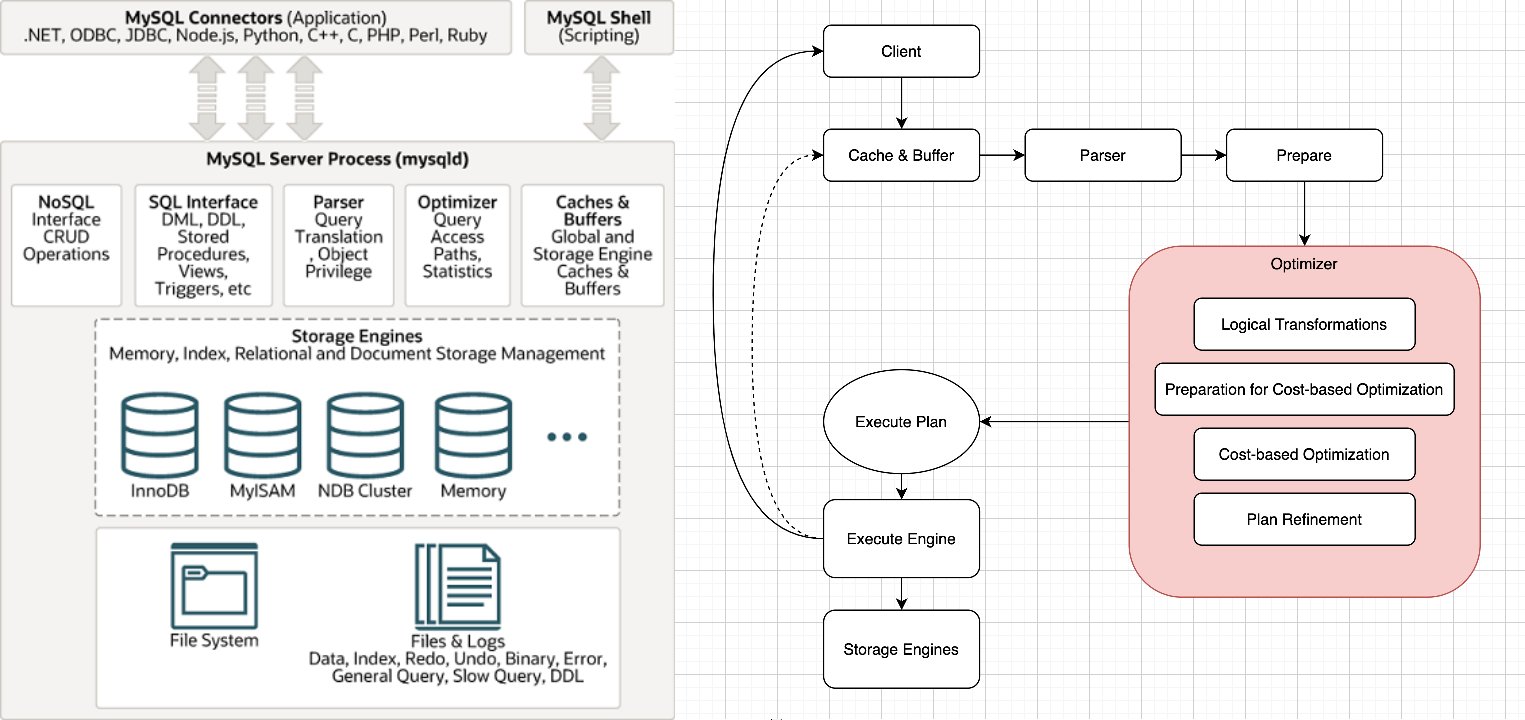 MySQL Connectors (Application)
.NET, ODBC, JDBC, Node.js, Python, C++, C, PHP, Perl, Ruby
MySQL Shell
(Scripting)
MySQL Server Process (mysqld)
NoSQL
Interface
CRUD
Operations
SQL Interface
DML, DDL,
Stored
Procedures,
Views,
Triggers, etc
Parser
Query
Translation
, Object
Privilege
Optimizer
Query
Access
Paths,
Statistics
Caches &
Buffers
Global and
Storage Engine
Caches &
Buffers
Storage Engines
Memory, Index, Relational and Document Storage Management
InnoDB
MyISAM
NDB Cluster
Memory
File System
Files & Logs
Data, Index, Redo, Undo, Binary, Error,
General Query, Slow Query, DDL
Client
Cache & Buffer
Parser
Prepare
Optimizer
Logical Transformations
Preparation for Cost-based Optimization
Cost-based Optimization
Plan Refinement
Execute Plan
Execute Engine
Storage Engines